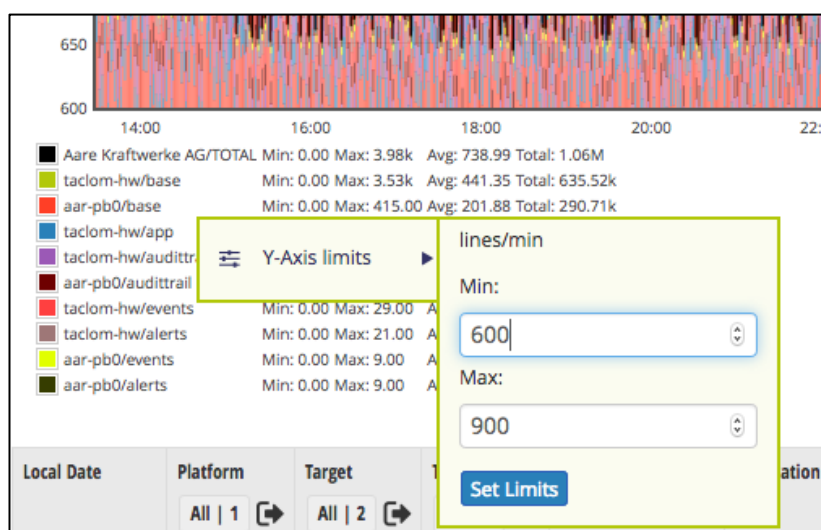 650
600
14:00 16:00 18:00 20:00 22:
Aare Kraftwerke AG/TOTAL Min: 0.00 Max: 3.98k Avg: 738.99 Total: 1.06M
taclom-hw/base Min: 0.00 Max: 3.53k Avg: 441.35 Total: 635.52k
aar-pb0/base Min: 0.00 Max: 415.00 Avg: 201.88 Total: 290.71k
taclom-hw/app
taclom-hw/audittra
aar-pb0/audittrail
taclom-hw/events Min: 0.00 Max: 29.00 A
taclom-hw/alerts Min: 0.00 Max: 21.00 A
aar-pb0/events Min: 0.00 Max: 9.00 A
aar-pb0/alerts Min: 0.00 Max: 9.00 A
Y-Axis limits
lines/min
Min:
600
Max:
900
Set Limits
Local Date Platform Target T ation
All | 1 All | 2